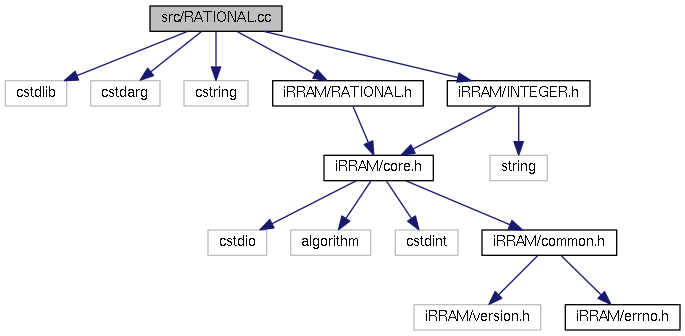 src/RATIONAL.cc
cstdlib
cstdarg
cstring
iRRAM/RATIONAL.h
iRRAM/INTEGER.h
iRRAM/core.h
string
cstdio
algorithm
cstdint
iRRAM/common.h
iRRAM/version.h
iRRAM/errno.h